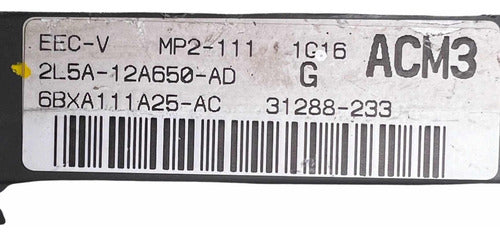 EEC-V MP2-111 1G16 ACM3
2L5A-12A650-AD G
6BXA111A25-AC 31288-233